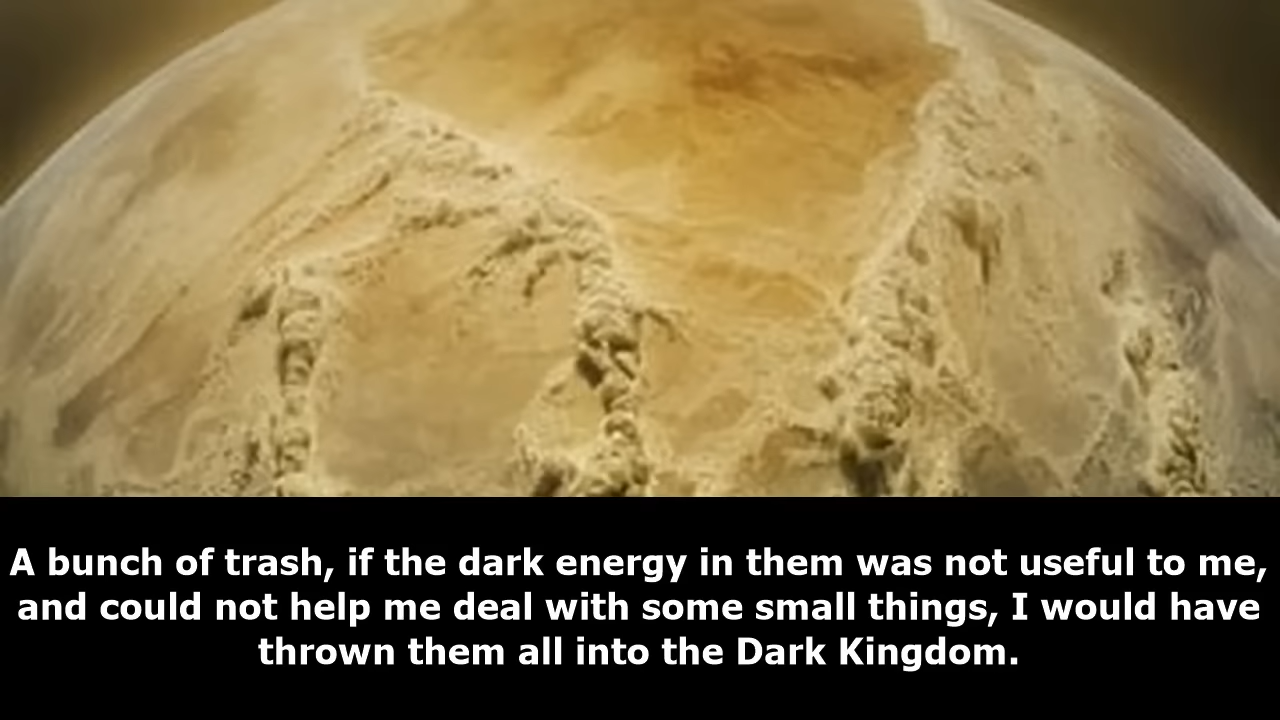 A bunch of trash, if the dark energy in them was not useful to me,
and could not help me deal with some small things, I would have
thrown them all into the Dark Kingdom.